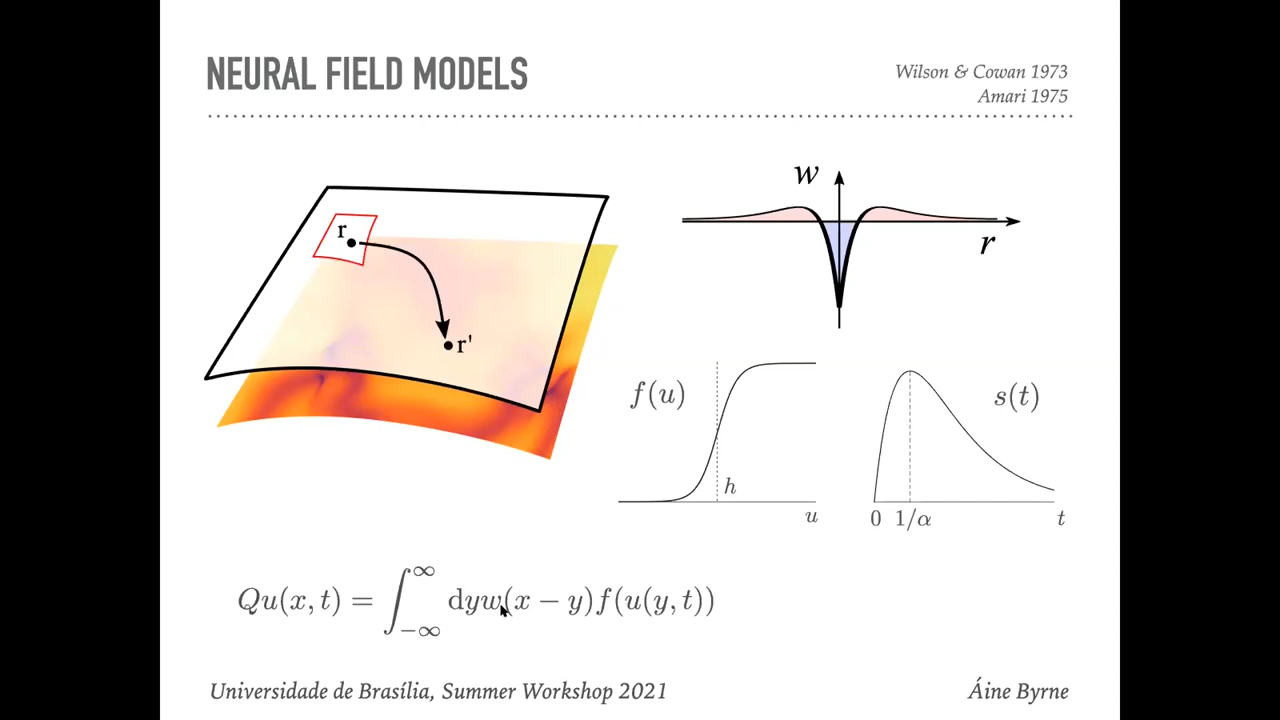 NEURAL FIELD MODELS
Wilson & Cowan 1973
Amari 1975
r
r'
w
r
f(u)
h
u
s(t)
0 1/α t
Qu(x, t) = ∫_{−∞}^{∞} dyw(x − y)f(u(y, t))
Universidade de Brasília, Summer Workshop 2021
Áine Byrne